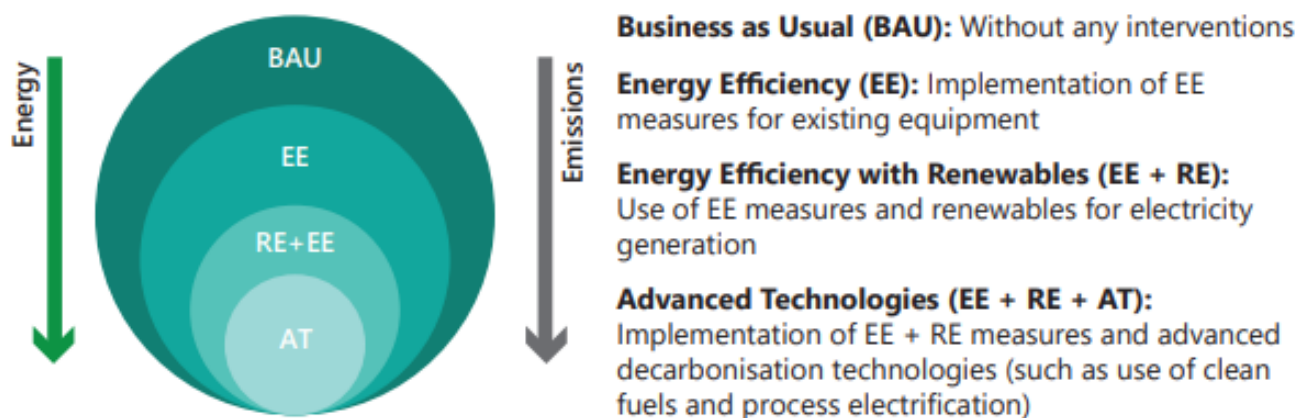 Energy
BAU
EE
RE+EE
AT
Emissions
Business as Usual (BAU): Without any interventions
Energy Efficiency (EE): Implementation of EE
measures for existing equipment
Energy Efficiency with Renewables (EE + RE):
Use of EE measures and renewables for electricity
generation
Advanced Technologies (EE + RE + AT):
Implementation of EE + RE measures and advanced
decarbonisation technologies (such as use of clean
fuels and process electrification)